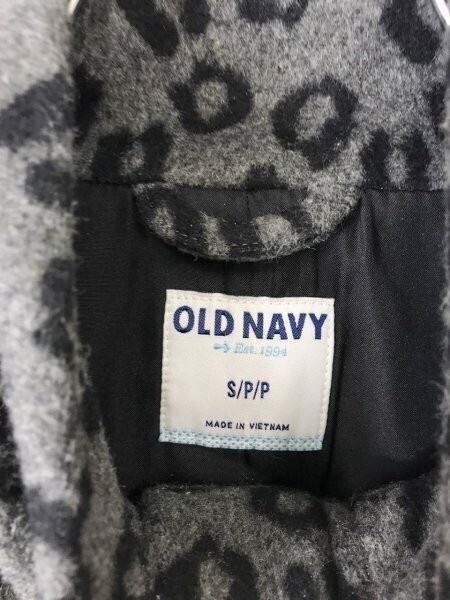 OLD NAVY
Est. 1994
S/P/P
MADE IN VIETNAM